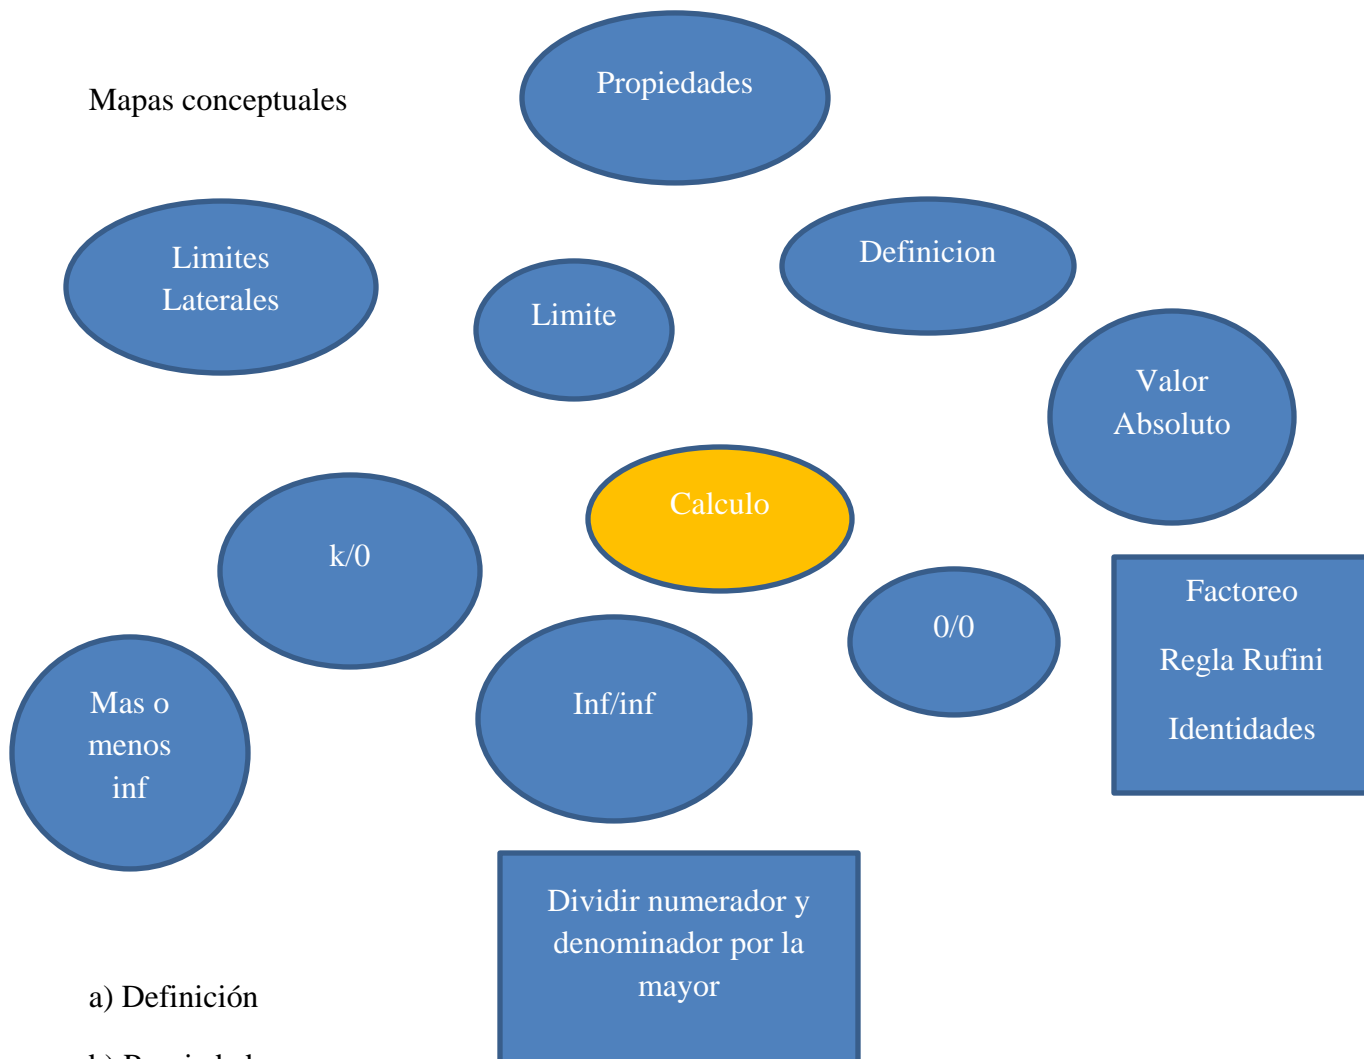 Propiedades
Mapas conceptuales
Limites
Laterales
Definicion
Limite
Valor
Absoluto
Calculo
k/0
0/0
Factoreo
Regla Rufini
Identidades
Mas o
menos
inf
Inf/inf
Dividir numerador y
denominador por la
mayor
a) Definición